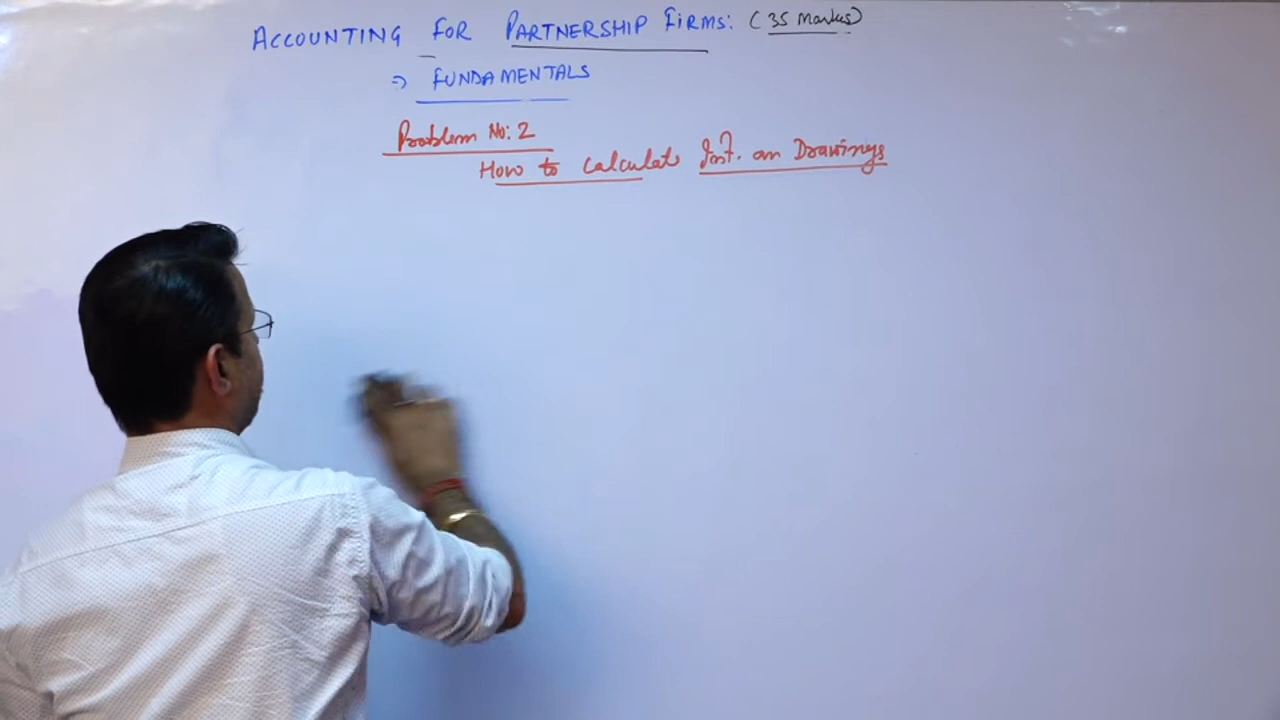 ACCOUNTING FOR PARTNERSHIP FIRMS: (35 Marks)
⇒ FUNDAMENTALS
Problem No: 2
How to Calculate Int. on Drawings